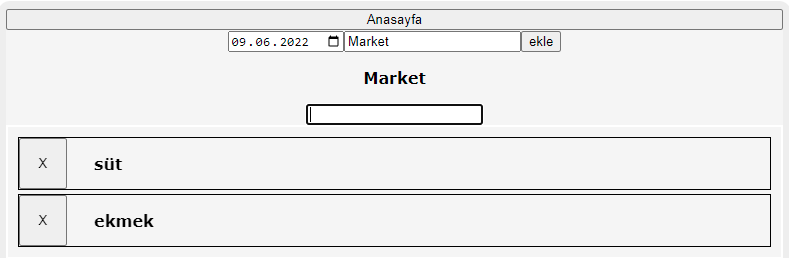 Anasayfa
09.06.2022 Market ekle
Market
X süt
X ekmek